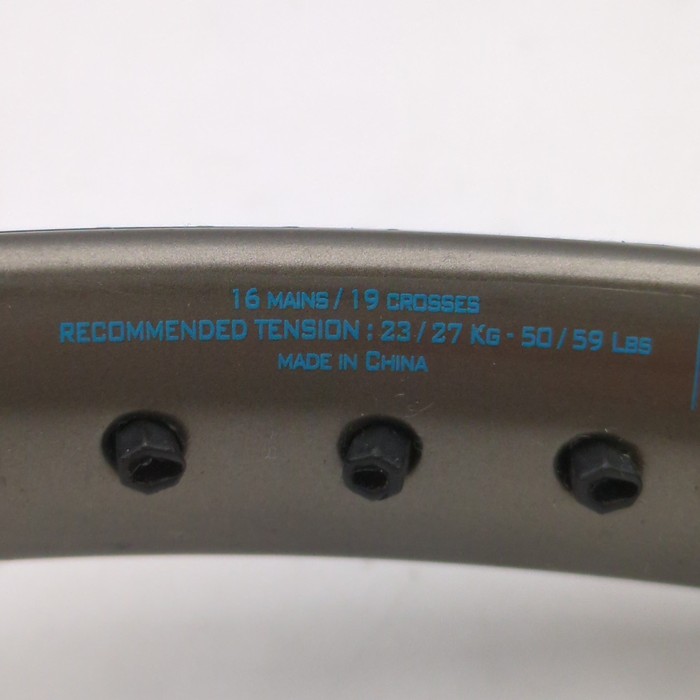 16 MAINS / 19 CROSSES
RECOMMENDED TENSION : 23 / 27 KG - 50 / 59 LBS
MADE IN CHINA